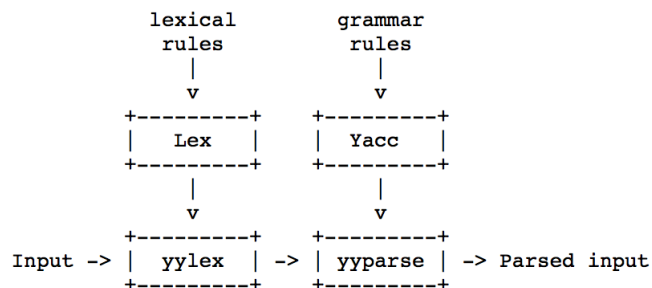 lexical grammar
rules rules
| |
v v
+---------+ +---------+
| Lex | | Yacc |
+---------+ +---------+
| |
v v
+---------+ +---------+
Input -> | yylex | -> | yyparse | -> Parsed input
+---------+ +---------+